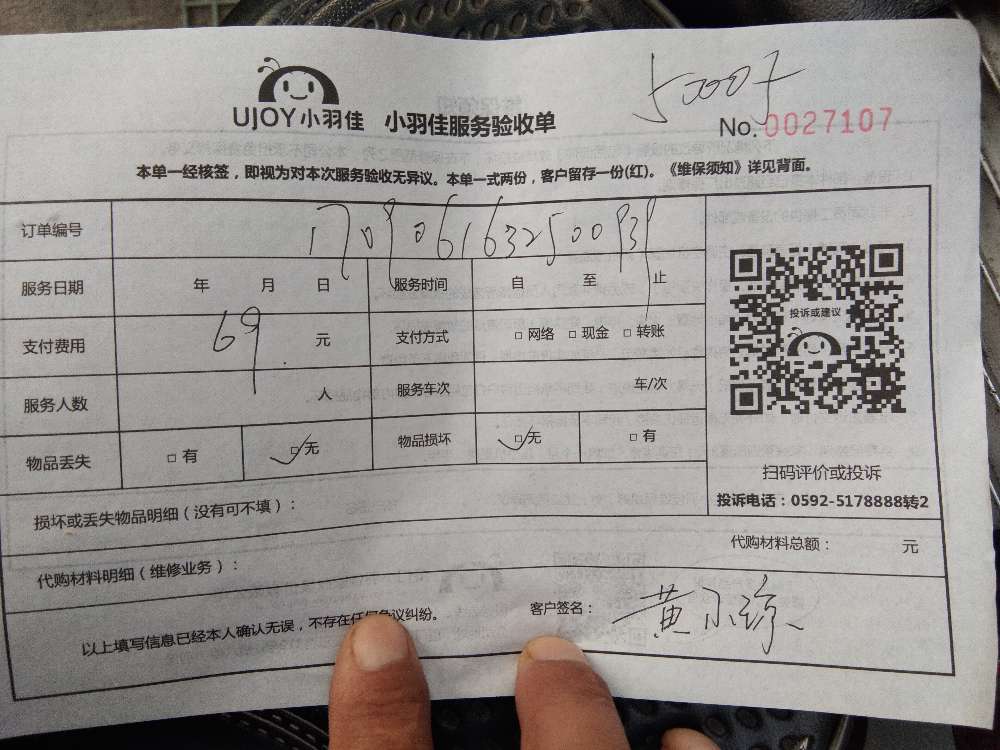 50007
UJOY小羽佳 小羽佳服务验收单
No. 0027107
本单一经核签，即视为对本次服务验收无异议。本单一式两份，客户留存一份(红)。《维保须知》详见背面。
订单编号
服务日期 年 月 日 服务时间 自 至 止
支付费用 69. 元 支付方式 □ 网络 □ 现金 □ 转账
服务人数 人 服务车次 车/次
物品丢失 □ 有 □无 物品损坏 □无 □ 有
投诉或建议
扫码评价或投诉
投诉电话：0592-5178888转2
损坏或丢失物品明细（没有可不填）：
代购材料明细（维修业务）： 代购材料总额： 元
以上填写信息已经本人确认无误，不存在任何争议纠纷。 客户签名： 黄小琼